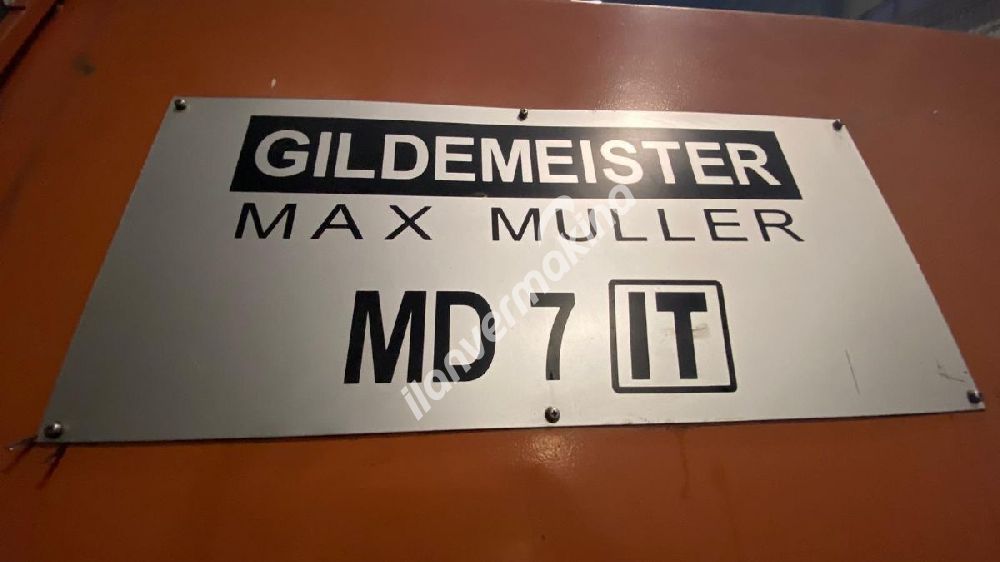 GILDEMEISTER
MAX MULLER
MD 7 IT
ilanvermakina